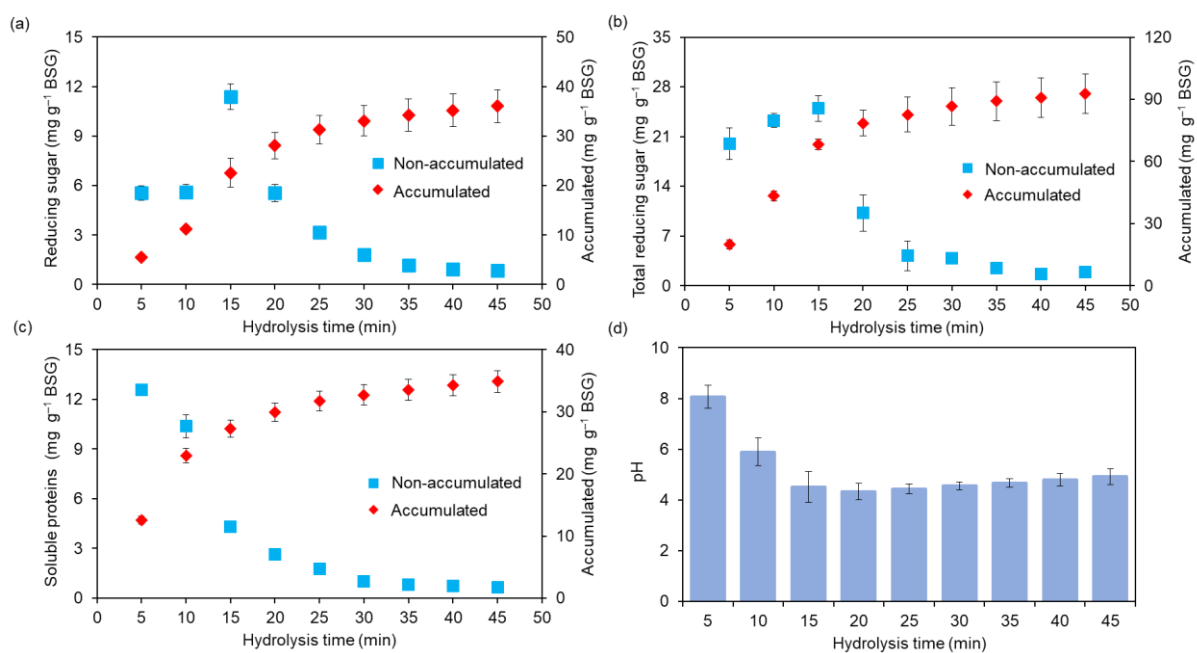 (a)
Reducing sugar (mg g⁻¹ BSG)
15
12
9
6
3
0
50
40
30
20
10
0
Accumulated (mg g⁻¹ BSG)
Non-accumulated
Accumulated
0 5 10 15 20 25 30 35 40 45 50
Hydrolysis time (min)
(b)
Total reducing sugar (mg g⁻¹ BSG)
35
28
21
14
7
0
120
90
60
30
0
Accumulated (mg g⁻¹ BSG)
Non-accumulated
Accumulated
0 5 10 15 20 25 30 35 40 45 50
Hydrolysis time (min)
(c)
Soluble proteins (mg g⁻¹ BSG)
15
12
9
6
3
0
40
30
20
10
0
Accumulated (mg g⁻¹ BSG)
Non-accumulated
Accumulated
0 5 10 15 20 25 30 35 40 45 50
Hydrolysis time (min)
(d)
pH
10
8
6
4
2
0
5 10 15 20 25 30 35 40 45
Hydrolysis time (min)